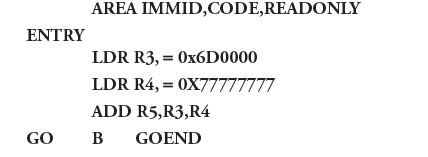 AREA IMMID,CODE,READONLY
ENTRY
LDR R3, = 0x6D0000
LDR R4, = 0X77777777
ADD R5,R3,R4
GO B GOEND